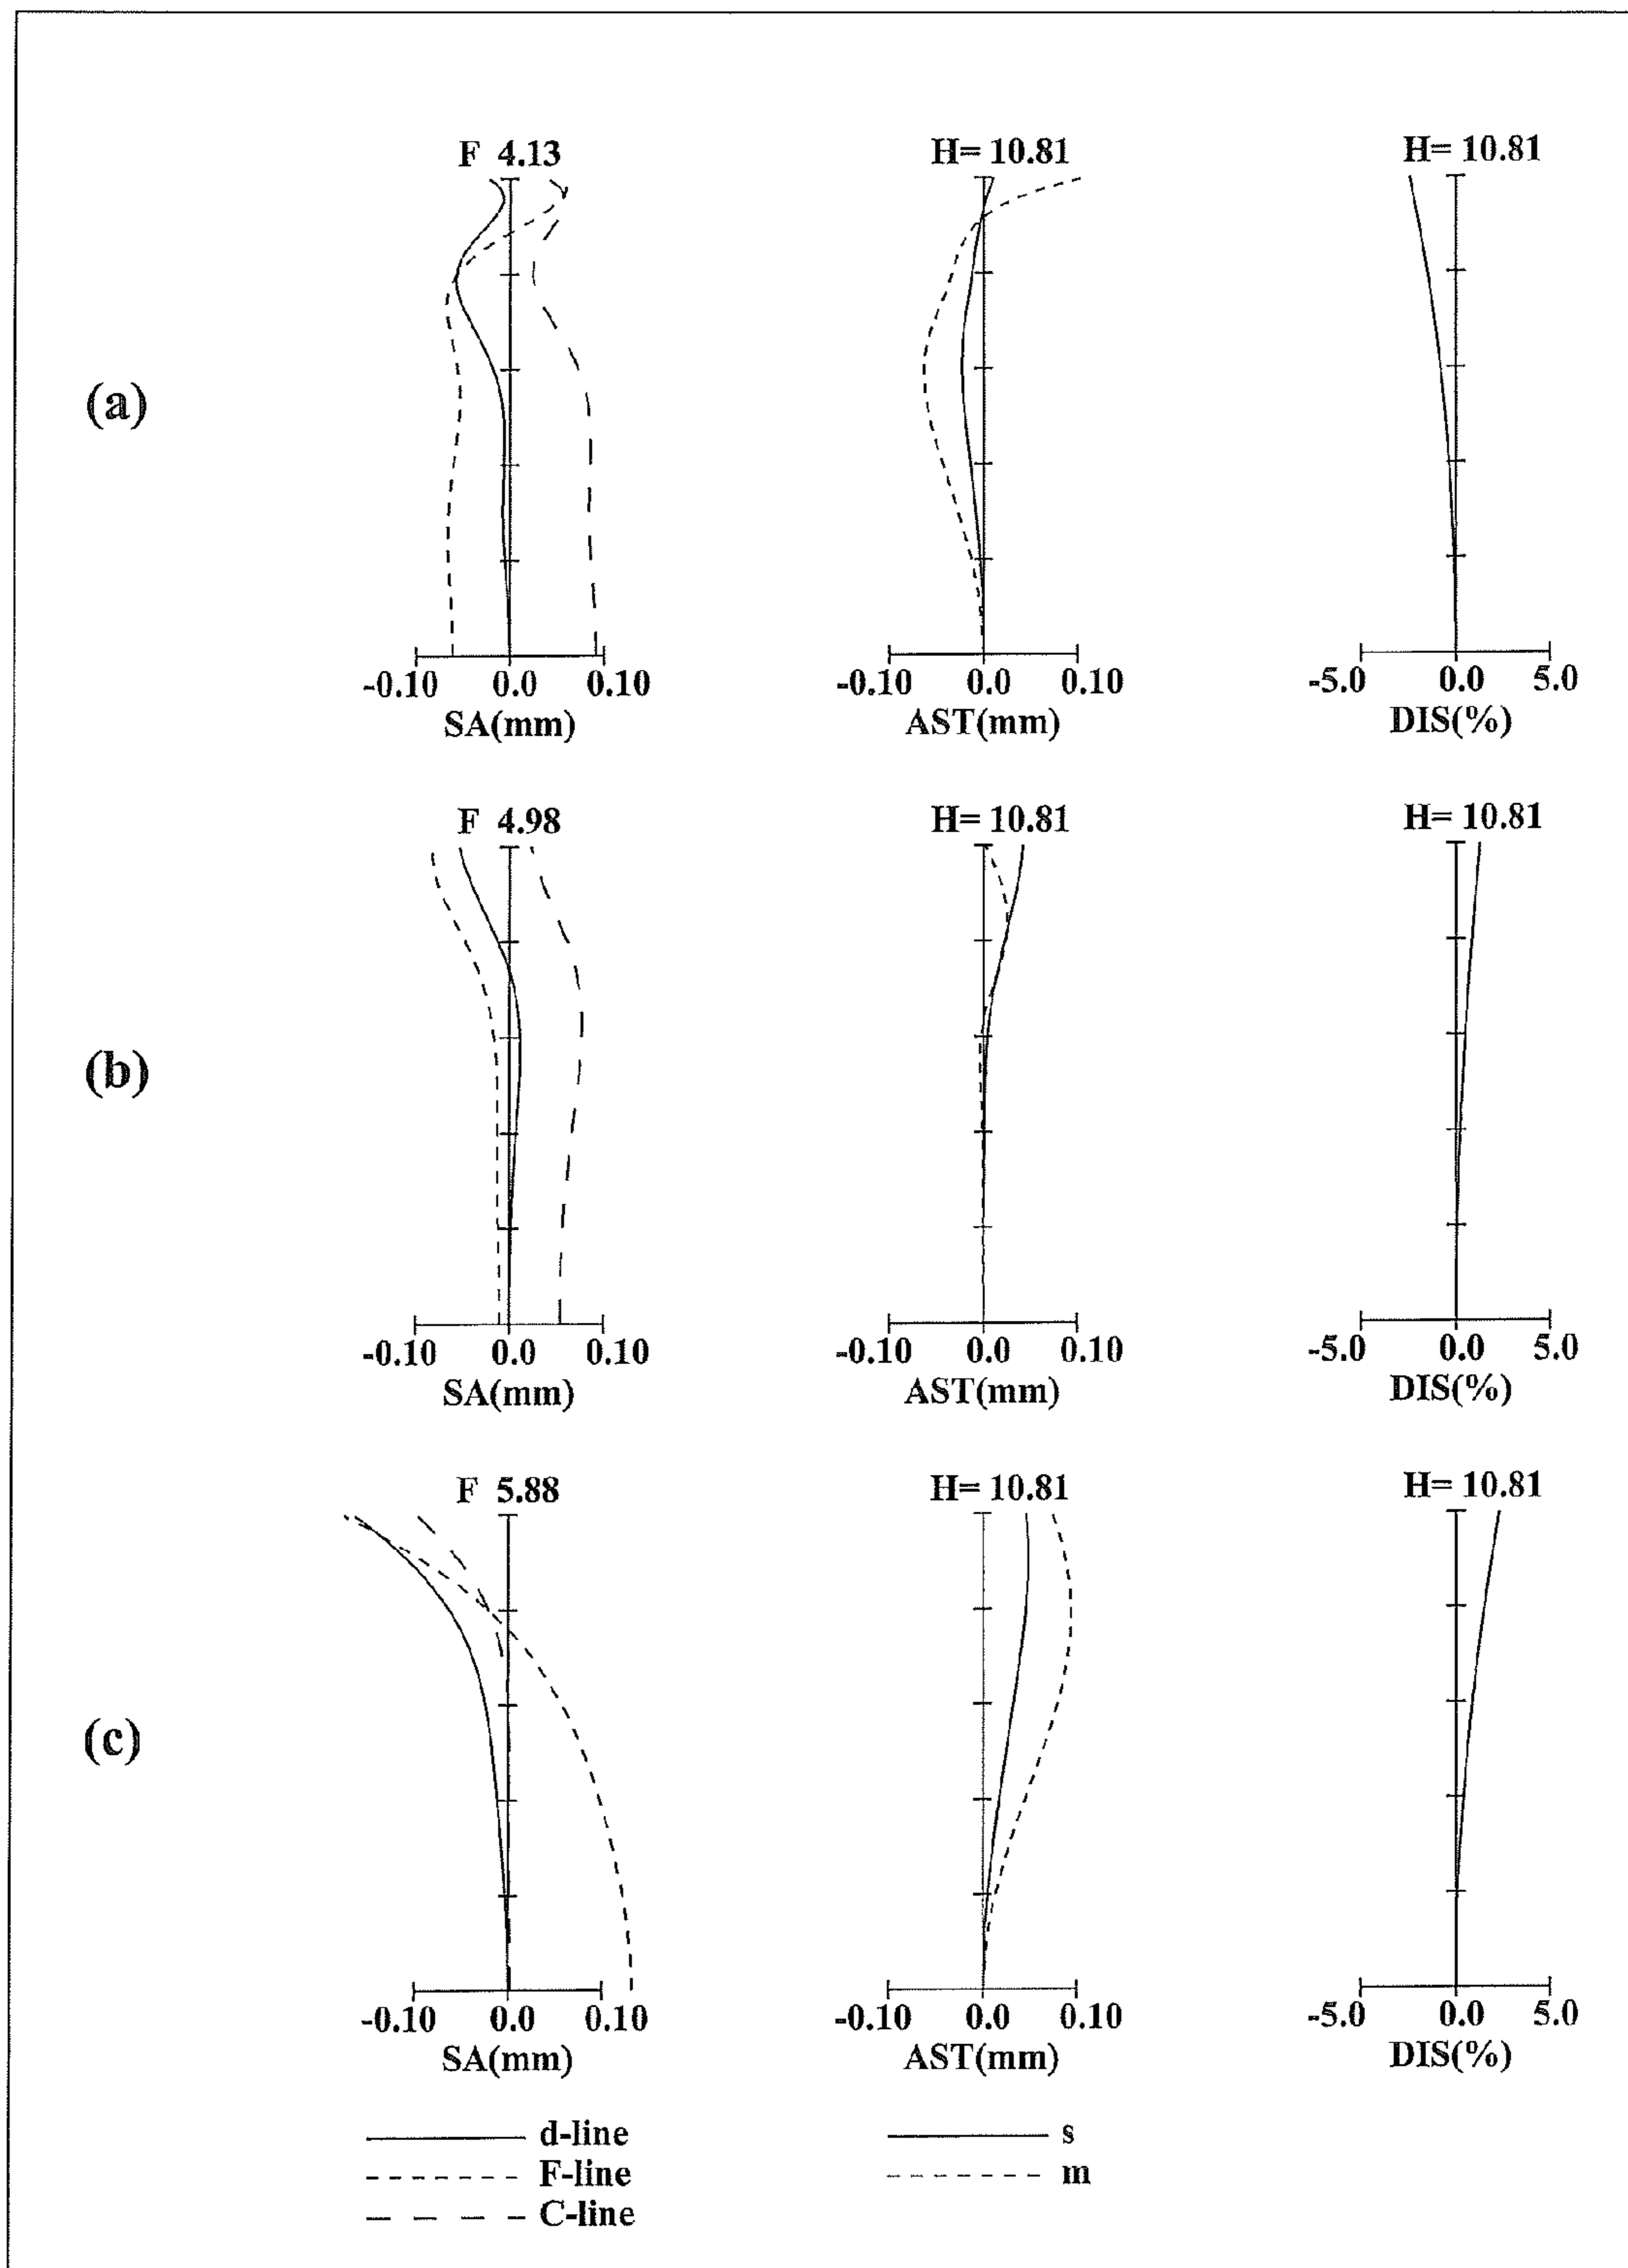 F 4.13 H= 10.81 H= 10.81
(a)
-0.10 0.0 0.10 -0.10 0.0 0.10 -5.0 0.0 5.0
SA(mm) AST(mm) DIS(%)
F 4.98 H= 10.81 H= 10.81
(b)
-0.10 0.0 0.10 -0.10 0.0 0.10 -5.0 0.0 5.0
SA(mm) AST(mm) DIS(%)
F 5.88 H= 10.81 H= 10.81
(c)
-0.10 0.0 0.10 -0.10 0.0 0.10 -5.0 0.0 5.0
SA(mm) AST(mm) DIS(%)
d-line s
F-line m
C-line